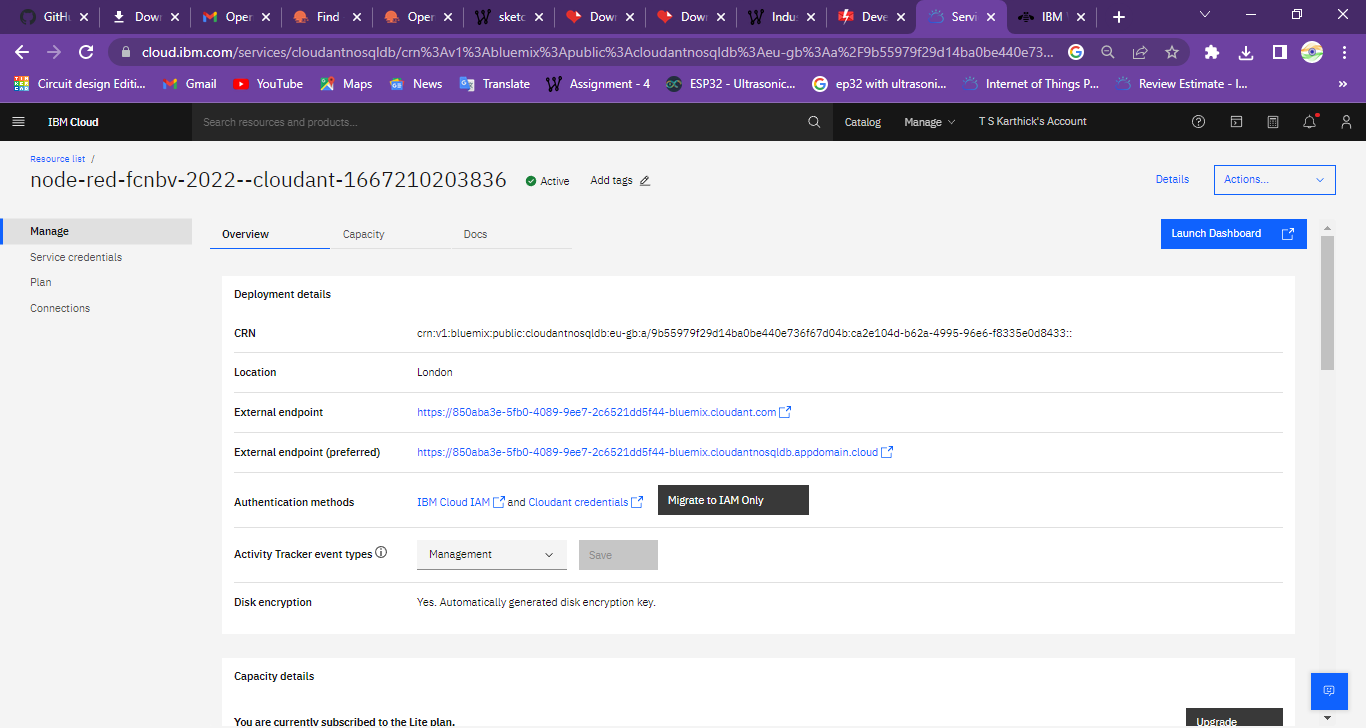 GitHu
Down
Open
Find
Open
sketc
Down
Down
Indus
Deve
Servi
IBM
cloud.ibm.com/services/cloudantnosqldb/crn%3Av1%3Abluemix%3Apublic%3Acloudantnosqldb%3Aeu-gb%3Aa%2F9b55979f29d14ba0be440e73...
Circuit design Editi...
Gmail
YouTube
Maps
News
Translate
Assignment - 4
ESP32 - Ultrasonic...
ep32 with ultrasoni...
Internet of Things P...
Review Estimate - I...
»
IBM Cloud
Search resources and products...
Catalog
Manage
T S Karthick's Account
Resource list /
node-red-fcnbv-2022--cloudant-1667210203836
Active
Add tags
Details
Actions...
Manage
Service credentials
Plan
Connections
Overview
Capacity
Docs
Launch Dashboard
Deployment details
CRN
crn:v1:bluemix:public:cloudantnosqldb:eu-gb:a/9b55979f29d14ba0be440e736f67d04b:ca2e104d-b62a-4995-96e6-f8335e0d8433::
Location
London
External endpoint
https://850aba3e-5fb0-4089-9ee7-2c6521dd5f44-bluemix.cloudant.com
External endpoint (preferred)
https://850aba3e-5fb0-4089-9ee7-2c6521dd5f44-bluemix.cloudantnosqldb.appdomain.cloud
Authentication methods
IBM Cloud IAM and Cloudant credentials
Migrate to IAM Only
Activity Tracker event types
Management
Save
Disk encryption
Yes. Automatically generated disk encryption key.
Capacity details
You are currently subscribed to the Lite plan.
Upgrade